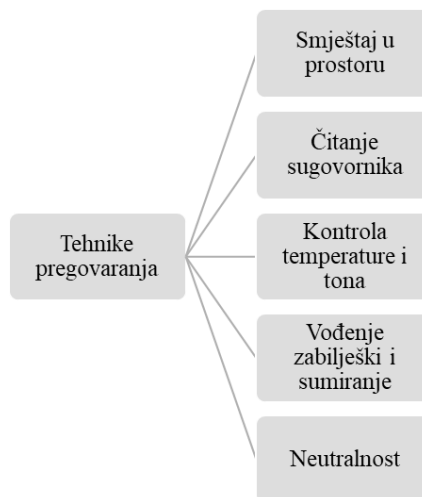 Tehnike
pregovaranja
Smještaj u
prostoru
Čitanje
sugovornika
Kontrola
temperature i
tona
Vođenje
zabilješki i
sumiranje
Neutralnost